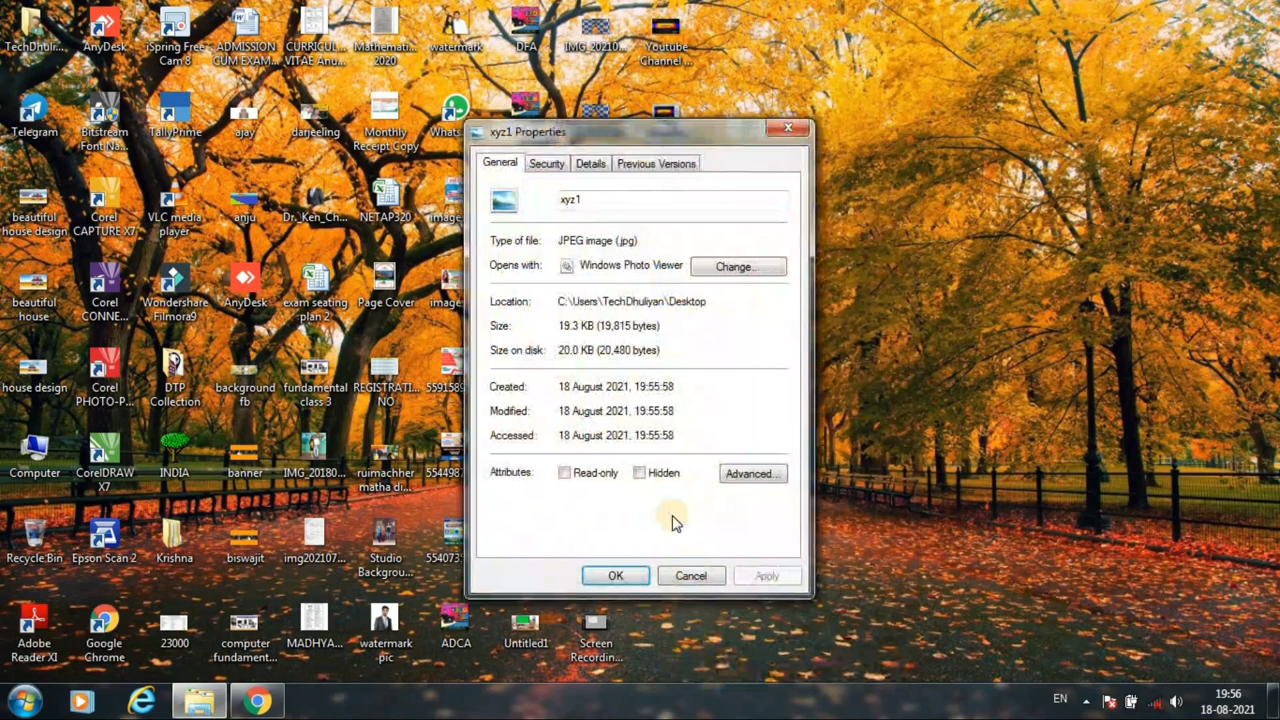 TechDhuli...
AnyDesk
iSpring Free
Cam 8
ADMISSION
CUM EXAM...
CURRICUL...
VITAE Anu...
Mathemati...
2020
watermark
DFA
IMG_20210...
Youtube
Channel ...
Telegram
Bitstream
Font Na...
TallyPrime
ajay
darjeeling
Monthly
Receipt Copy
Whats
beautiful
house design
Corel
CAPTURE X7
VLC media
player
anju
Dr._Ken_Ch...
NETAP320
image
beautiful
house
Corel
CONNE...
Wondershare
Filmora9
AnyDesk
exam seating
plan 2
Page Cover
image
house design
Corel
PHOTO-P...
DTP
Collection
background
fb
fundamental
class 3
REGISTRATI...
NO
5591589
Computer
CorelDRAW
X7
INDIA
banner
IMG_20180...
ruimachher
matha di...
554498
Recycle Bin
Epson Scan 2
Krishna
biswajit
img202107...
Studio
Backgrou...
554073
Adobe
Reader XI
Google
Chrome
23000
computer
fundament...
MADHYA...
watermark
pic
ADCA
Untitled1
Screen
Recordin...
xyz1 Properties
General Security Details Previous Versions
xyz1
Type of file: JPEG image (.jpg)
Opens with: Windows Photo Viewer Change...
Location: C:\Users\TechDhuliyan\Desktop
Size: 19.3 KB (19,815 bytes)
Size on disk: 20.0 KB (20,480 bytes)
Created: 18 August 2021, 19:55:58
Modified: 18 August 2021, 19:55:58
Accessed: 18 August 2021, 19:55:58
Attributes: Read-only Hidden Advanced...
OK Cancel Apply
EN
19:56
18-08-2021